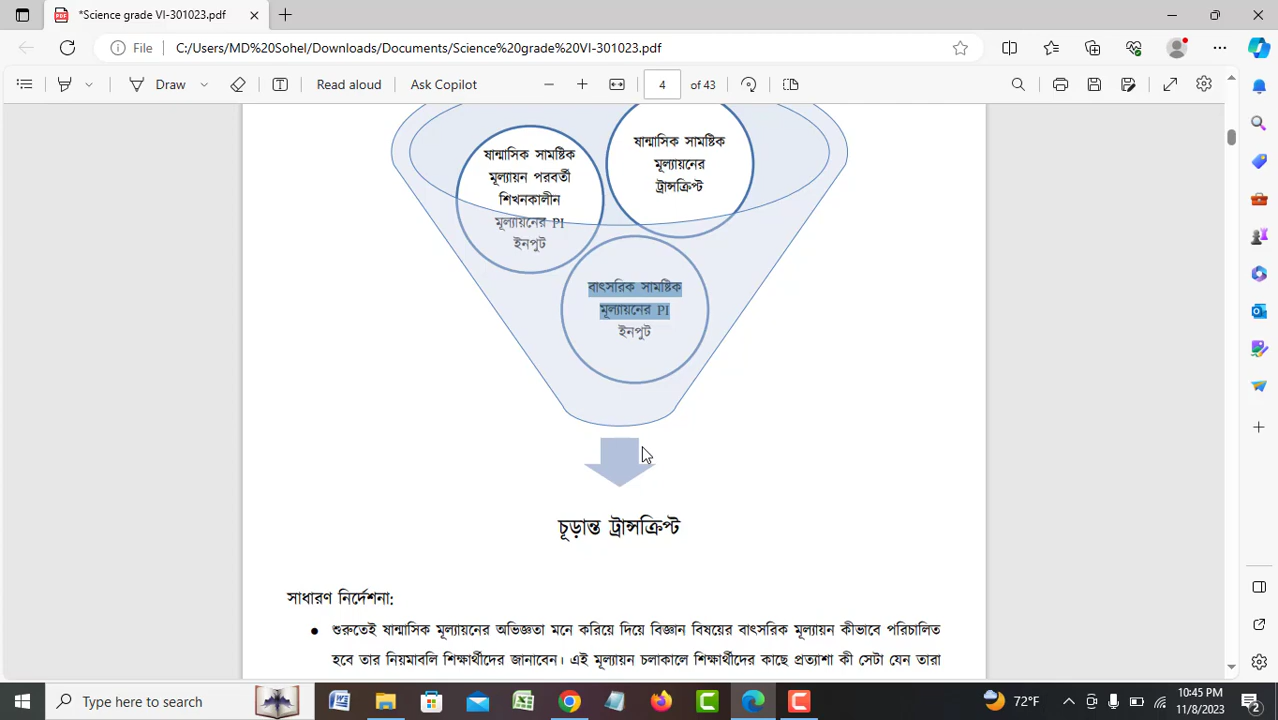 *Science grade VI-301023.pdf
File
C:/Users/MD%20Sohel/Downloads/Documents/Science%20grade%20VI-301023.pdf
Draw
Read aloud
Ask Copilot
4
of 43
ষান্মাসিক সামষ্টিক
মূল্যায়ন পরবর্তী
শিখনকালীন
মূল্যায়নের PI
ইনপুট
ষান্মাসিক সামষ্টিক
মূল্যায়নের
ট্রান্সক্রিপ্ট
বাৎসরিক সামষ্টিক
মূল্যায়নের PI
ইনপুট
চূড়ান্ত ট্রান্সক্রিপ্ট
সাধারণ নির্দেশনা:
● শুরুতেই ষান্মাসিক মূল্যায়নের অভিজ্ঞতা মনে করিয়ে দিয়ে বিজ্ঞান বিষয়ের বাৎসরিক মূল্যায়ন কীভাবে পরিচালিত
হবে তার নিয়মাবলি শিক্ষার্থীদের জানাবেন। এই মূল্যায়ন চলাকালে শিক্ষার্থীদের কাছে প্রত্যাশা কী সেটা যেন তারা
Type here to search
72°F
10:45 PM
11/8/2023
2